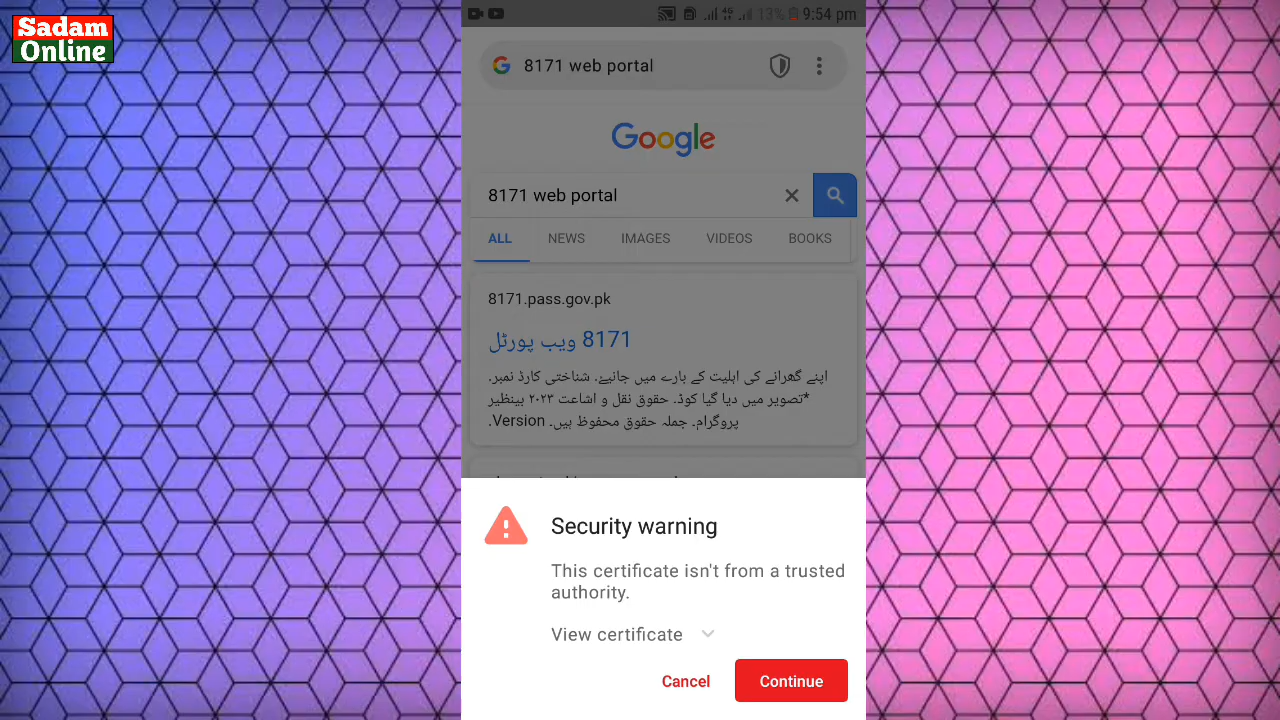 Sadam
Online
4G
13%
9:54 pm
8171 web portal
Google
8171 web portal
ALL
NEWS
IMAGES
VIDEOS
BOOKS
8171.pass.gov.pk
8171 ویب پورٹل
اپنے گھرانے کی اہلیت کے بارے میں جانیے. شناختی کارڈ نمبر.
*تصویر میں دیا گیا کوڈ. حقوق نقل و اشاعت ۲۰۲۳ بینظیر
پروگرام. جملہ حقوق محفوظ ہیں. Version.
Security warning
This certificate isn't from a trusted
authority.
View certificate
Cancel
Continue